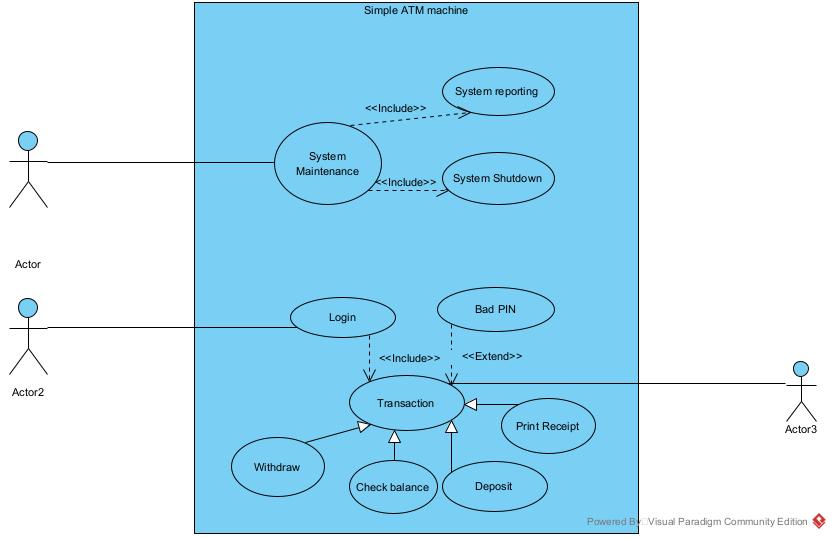 Simple ATM machine
System reporting
<<Include>>
System
Maintenance
<<Include>>
System Shutdown
Actor
Login
Bad PIN
<<Include>>
<<Extend>>
Actor2
Transaction
Actor3
Print Receipt
Withdraw
Check balance
Deposit
Powered By Visual Paradigm Community Edition